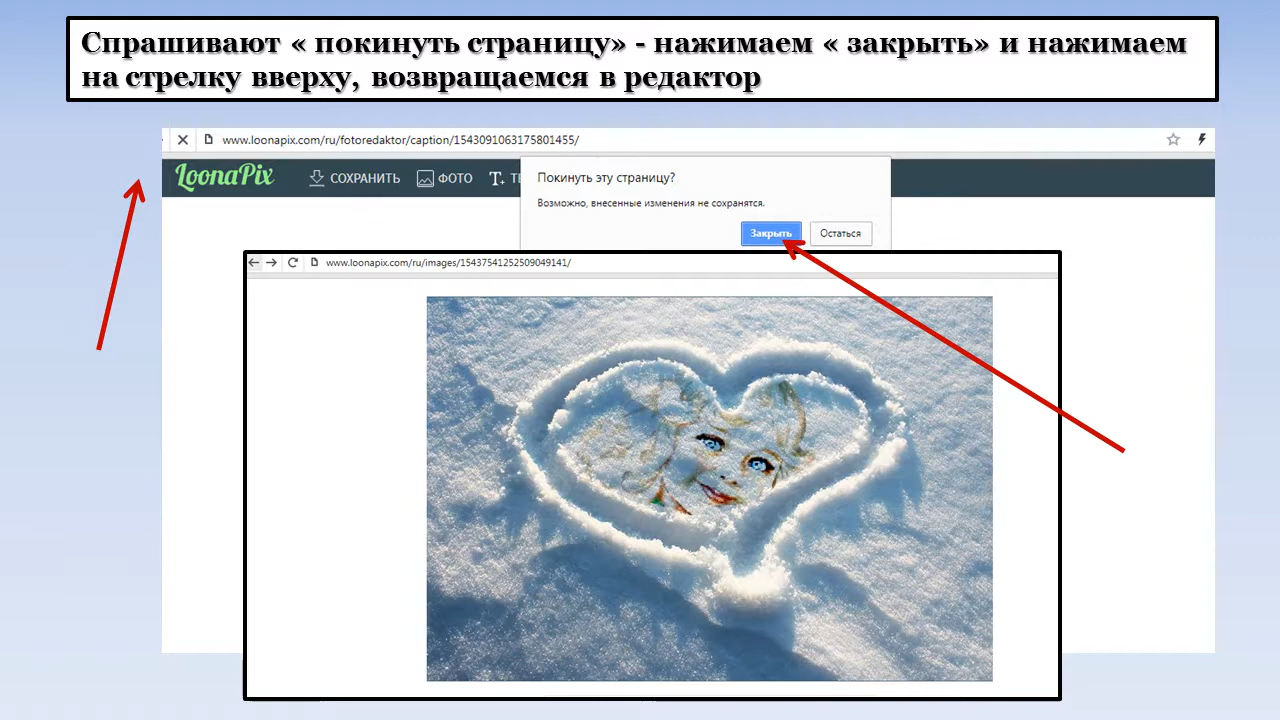 Спрашивают « покинуть страницу» - нажимаем « закрыть» и нажимаем
на стрелку вверху, возвращаемся в редактор
www.loonapix.com/ru/fotoredaktor/caption/1543091063175801455/
LoonaPix СОХРАНИТЬ ФОТО
Покинуть эту страницу?
Возможно, внесенные изменения не сохранятся.
Закрыть Остаться
www.loonapix.com/ru/images/15437541252509049141/